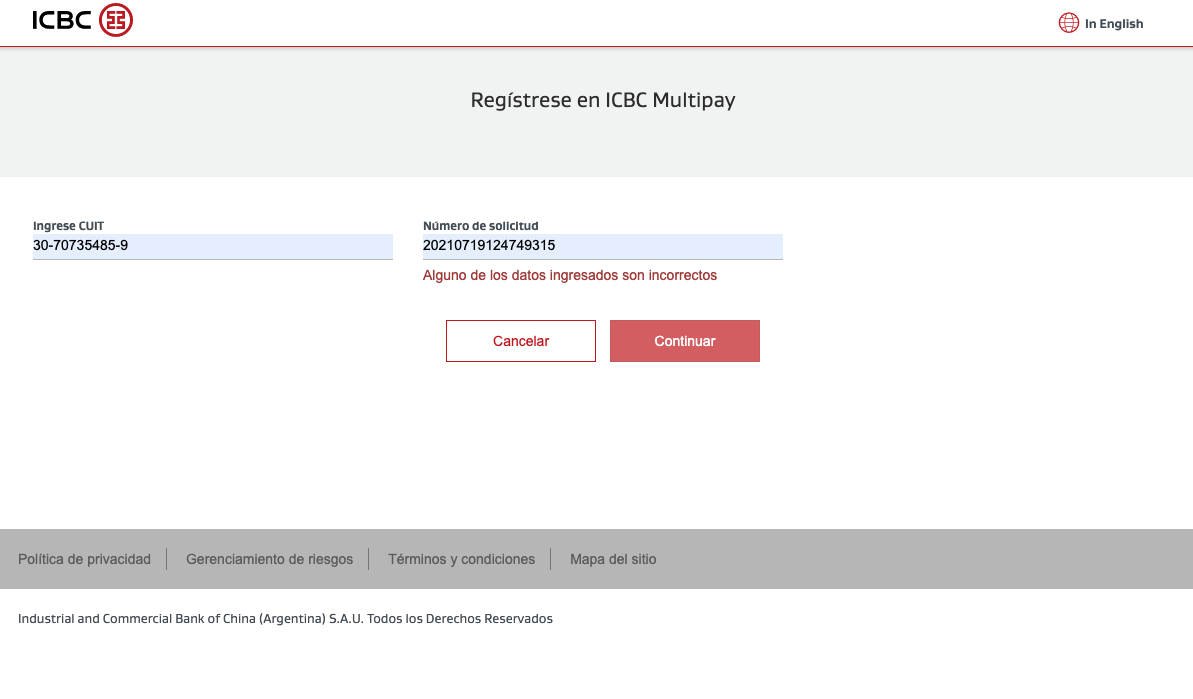 ICBC
In English
Regístrese en ICBC Multipay
Ingrese CUIT
30-70735485-9
Número de solicitud
20210719124749315
Alguno de los datos ingresados son incorrectos
Cancelar
Continuar
Política de privacidad
Gerenciamiento de riesgos
Términos y condiciones
Mapa del sitio
Industrial and Commercial Bank of China (Argentina) S.A.U. Todos los Derechos Reservados